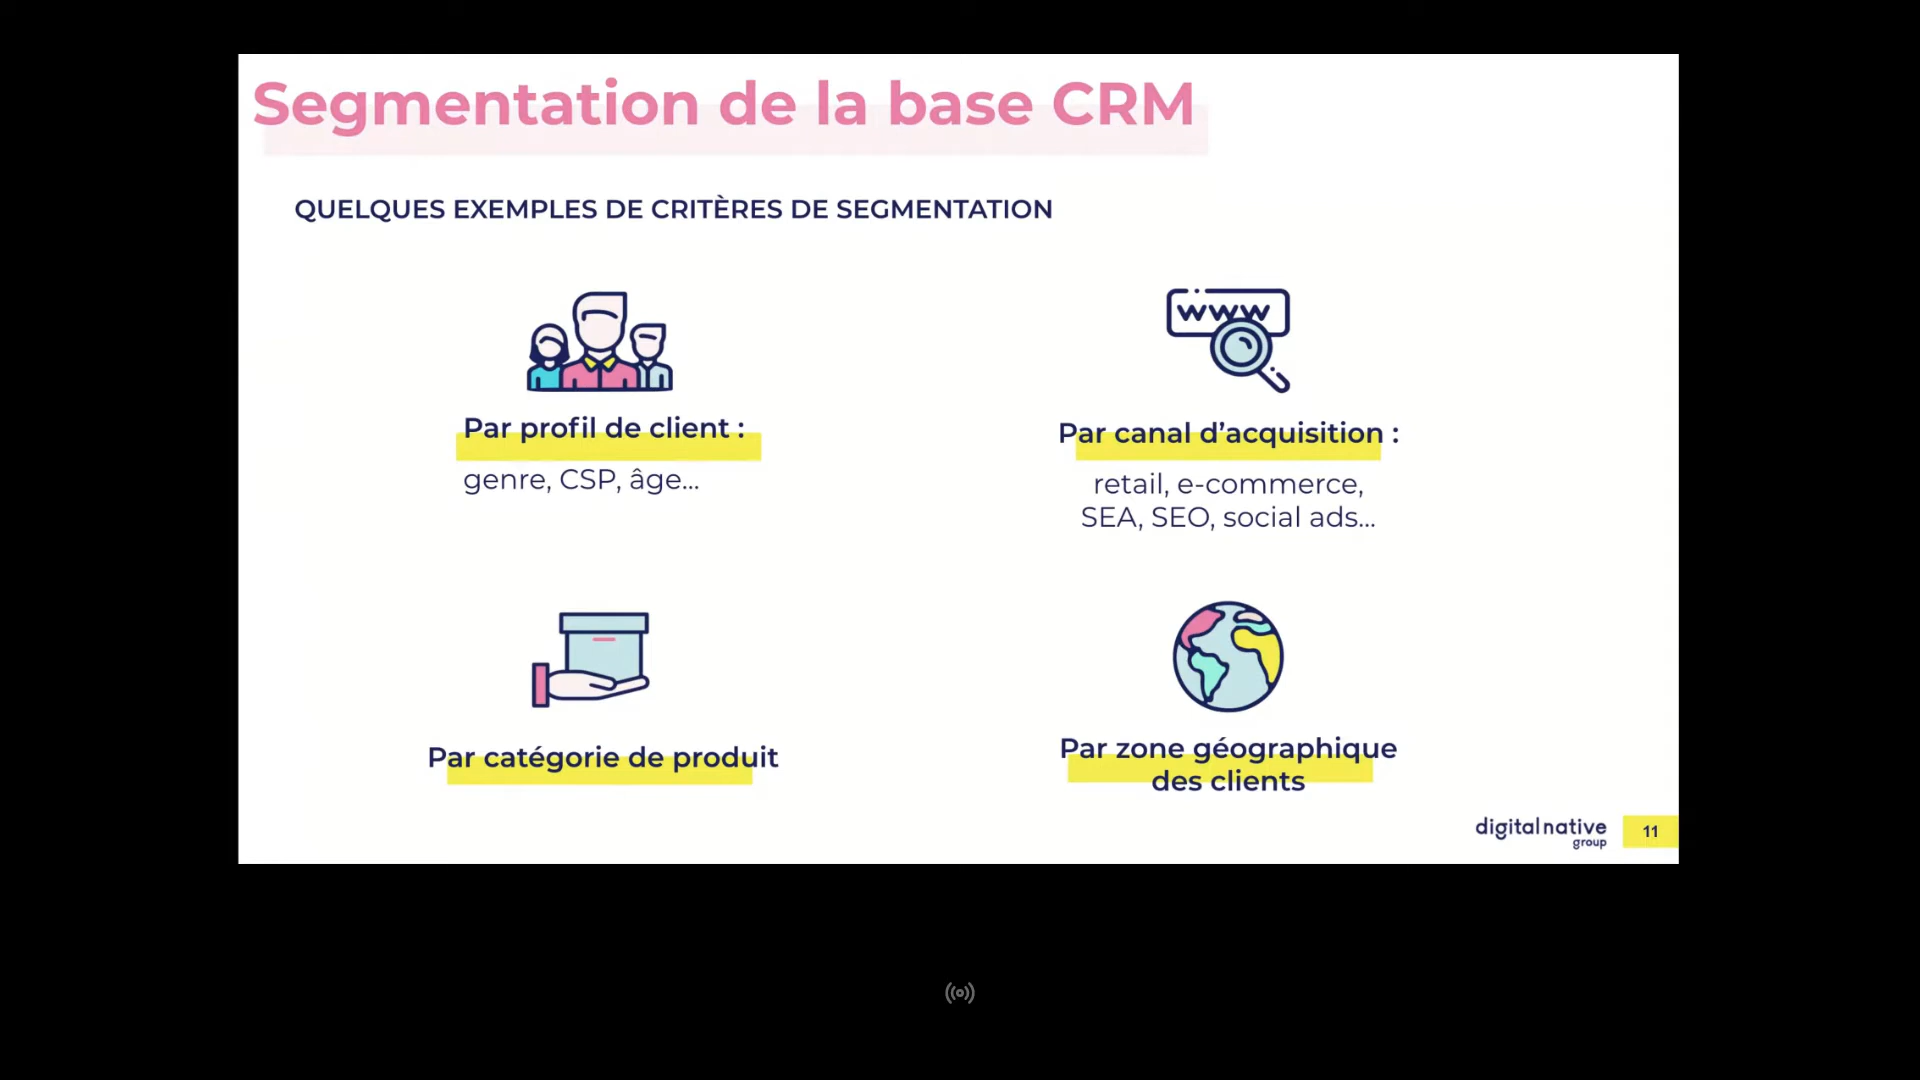 Segmentation de la base CRM
QUELQUES EXEMPLES DE CRITÈRES DE SEGMENTATION
Par profil de client :
genre, CSP, âge...
www
Par canal d’acquisition :
retail, e-commerce,
SEA, SEO, social ads...
Par catégorie de produit
Par zone géographique
des clients
digital native
group
11